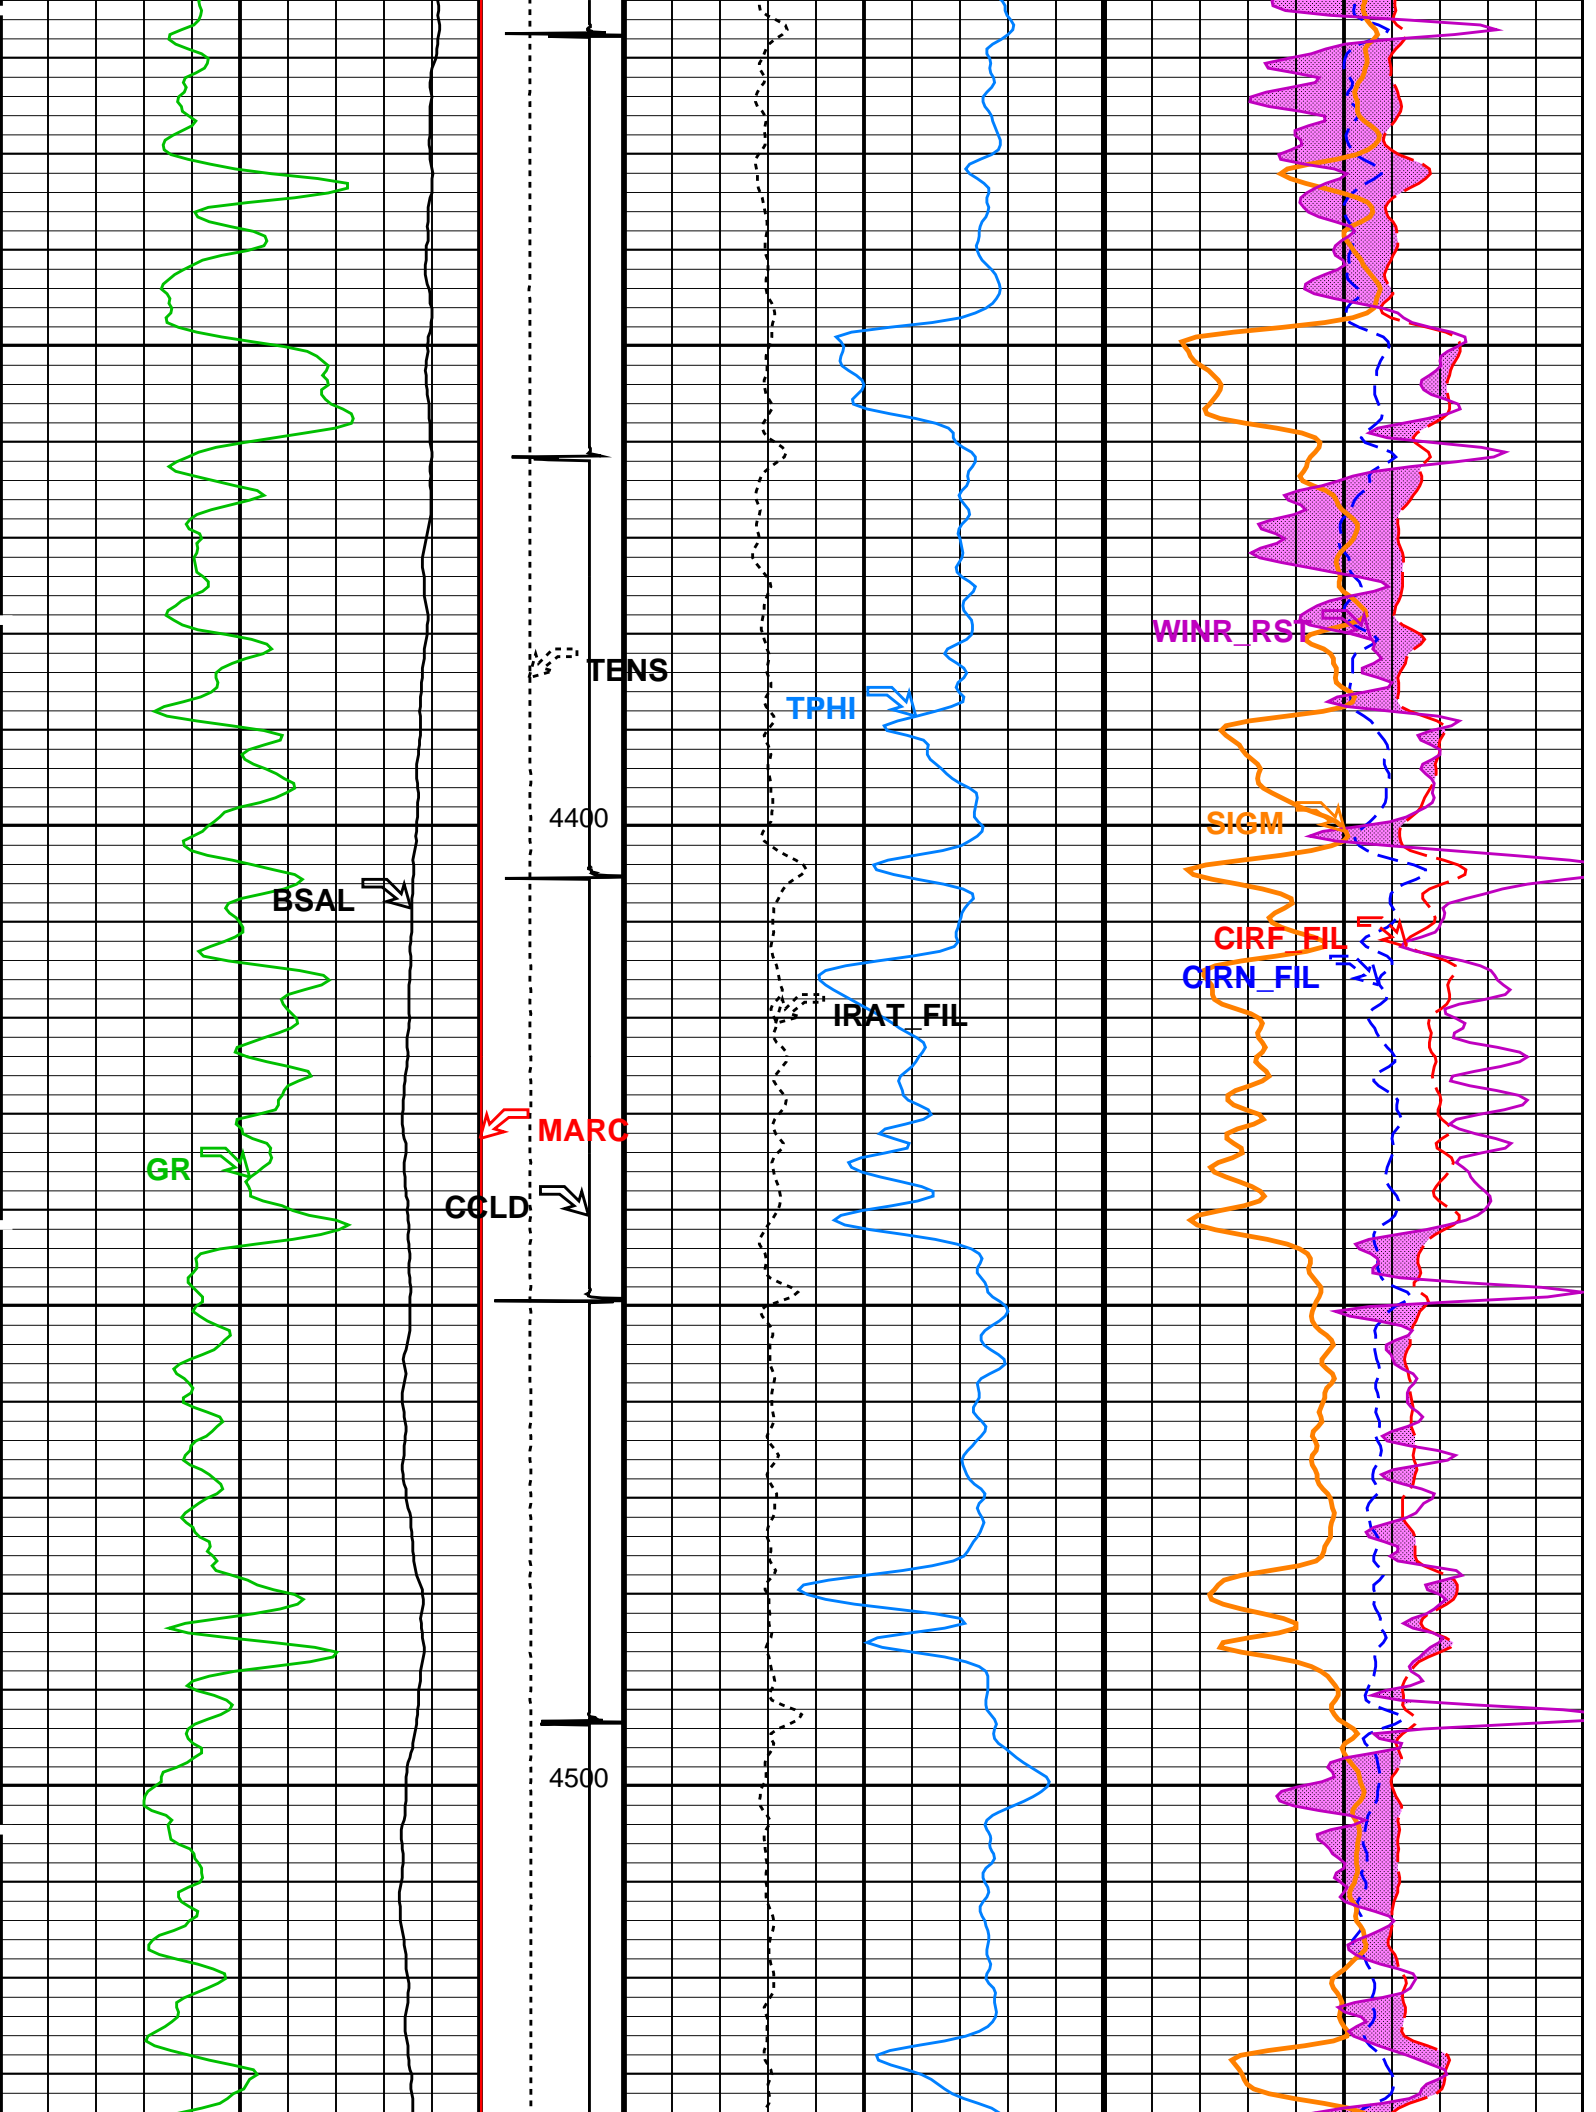 WINR_RST
TENS
TPHI
4400
SIGM
BSAL
CIRF_FIL
CIRN_FIL
IRAT_FIL
MARC
GR
CCLD
4500